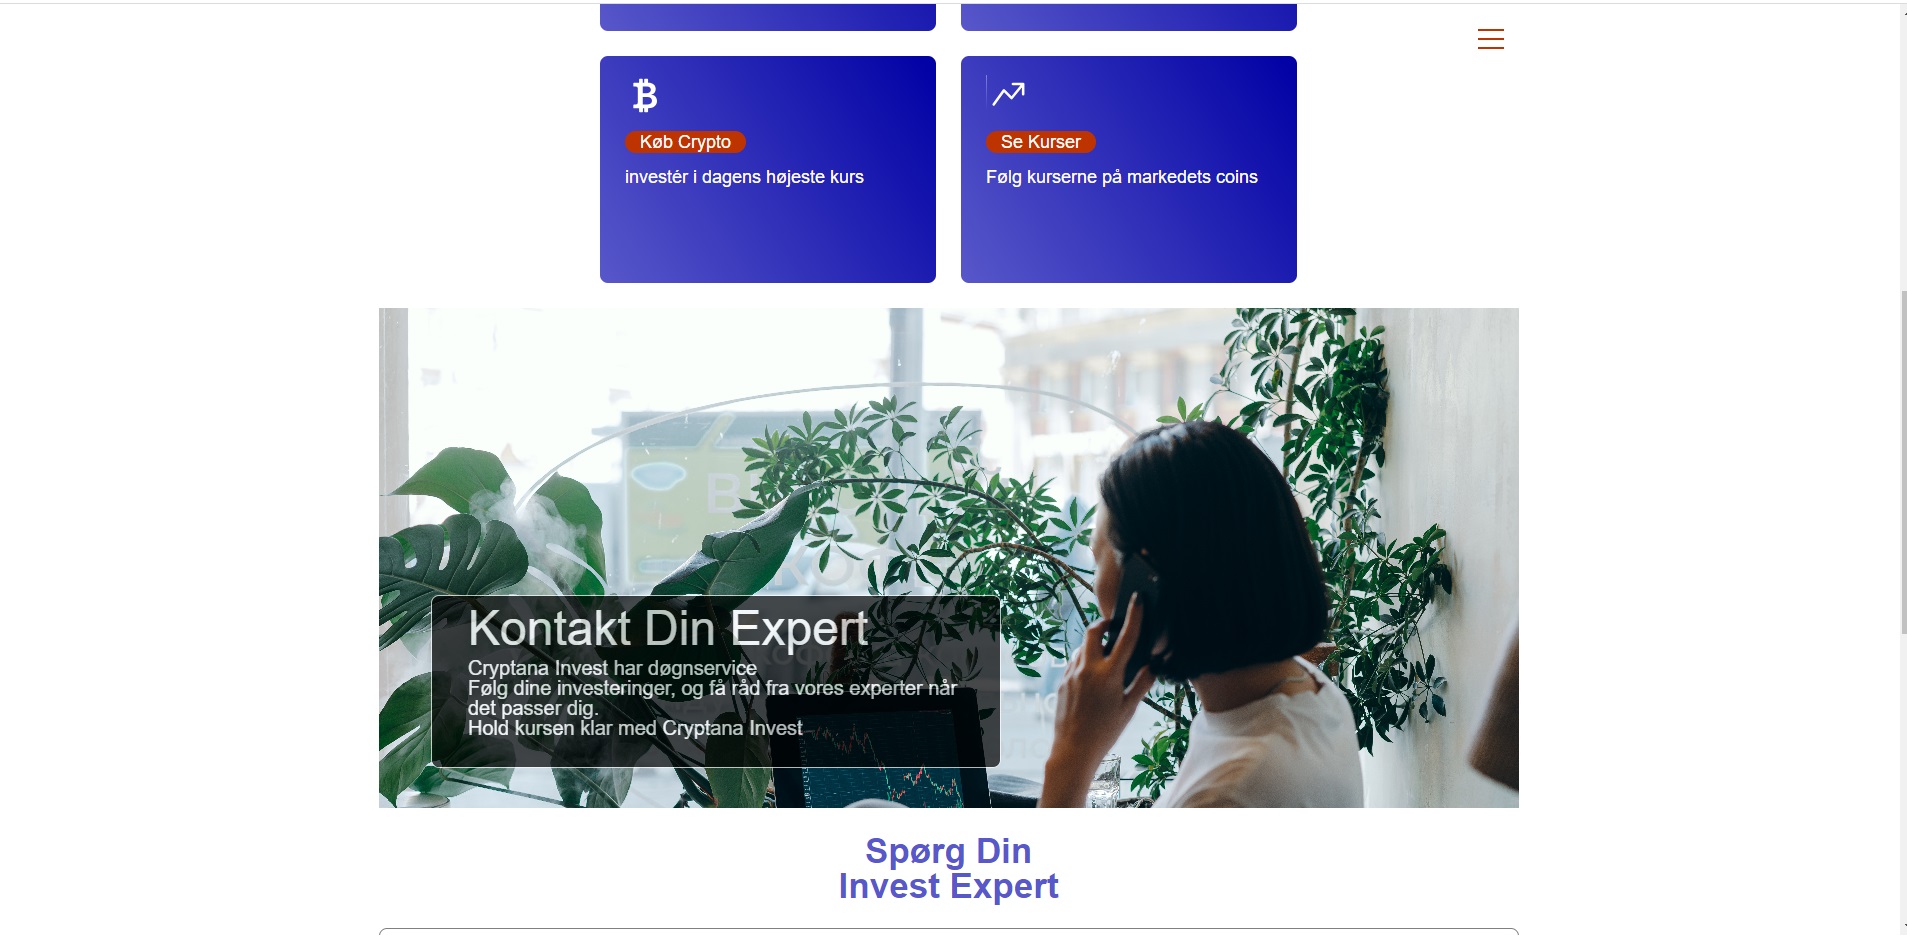 Køb Crypto
investér i dagens højeste kurs
Se Kurser
Følg kurserne på markedets coins
Kontakt Din Expert
Cryptana Invest har døgnservice
Følg dine investeringer, og få råd fra vores experter når
det passer dig.
Hold kursen klar med Cryptana Invest
Spørg Din
Invest Expert